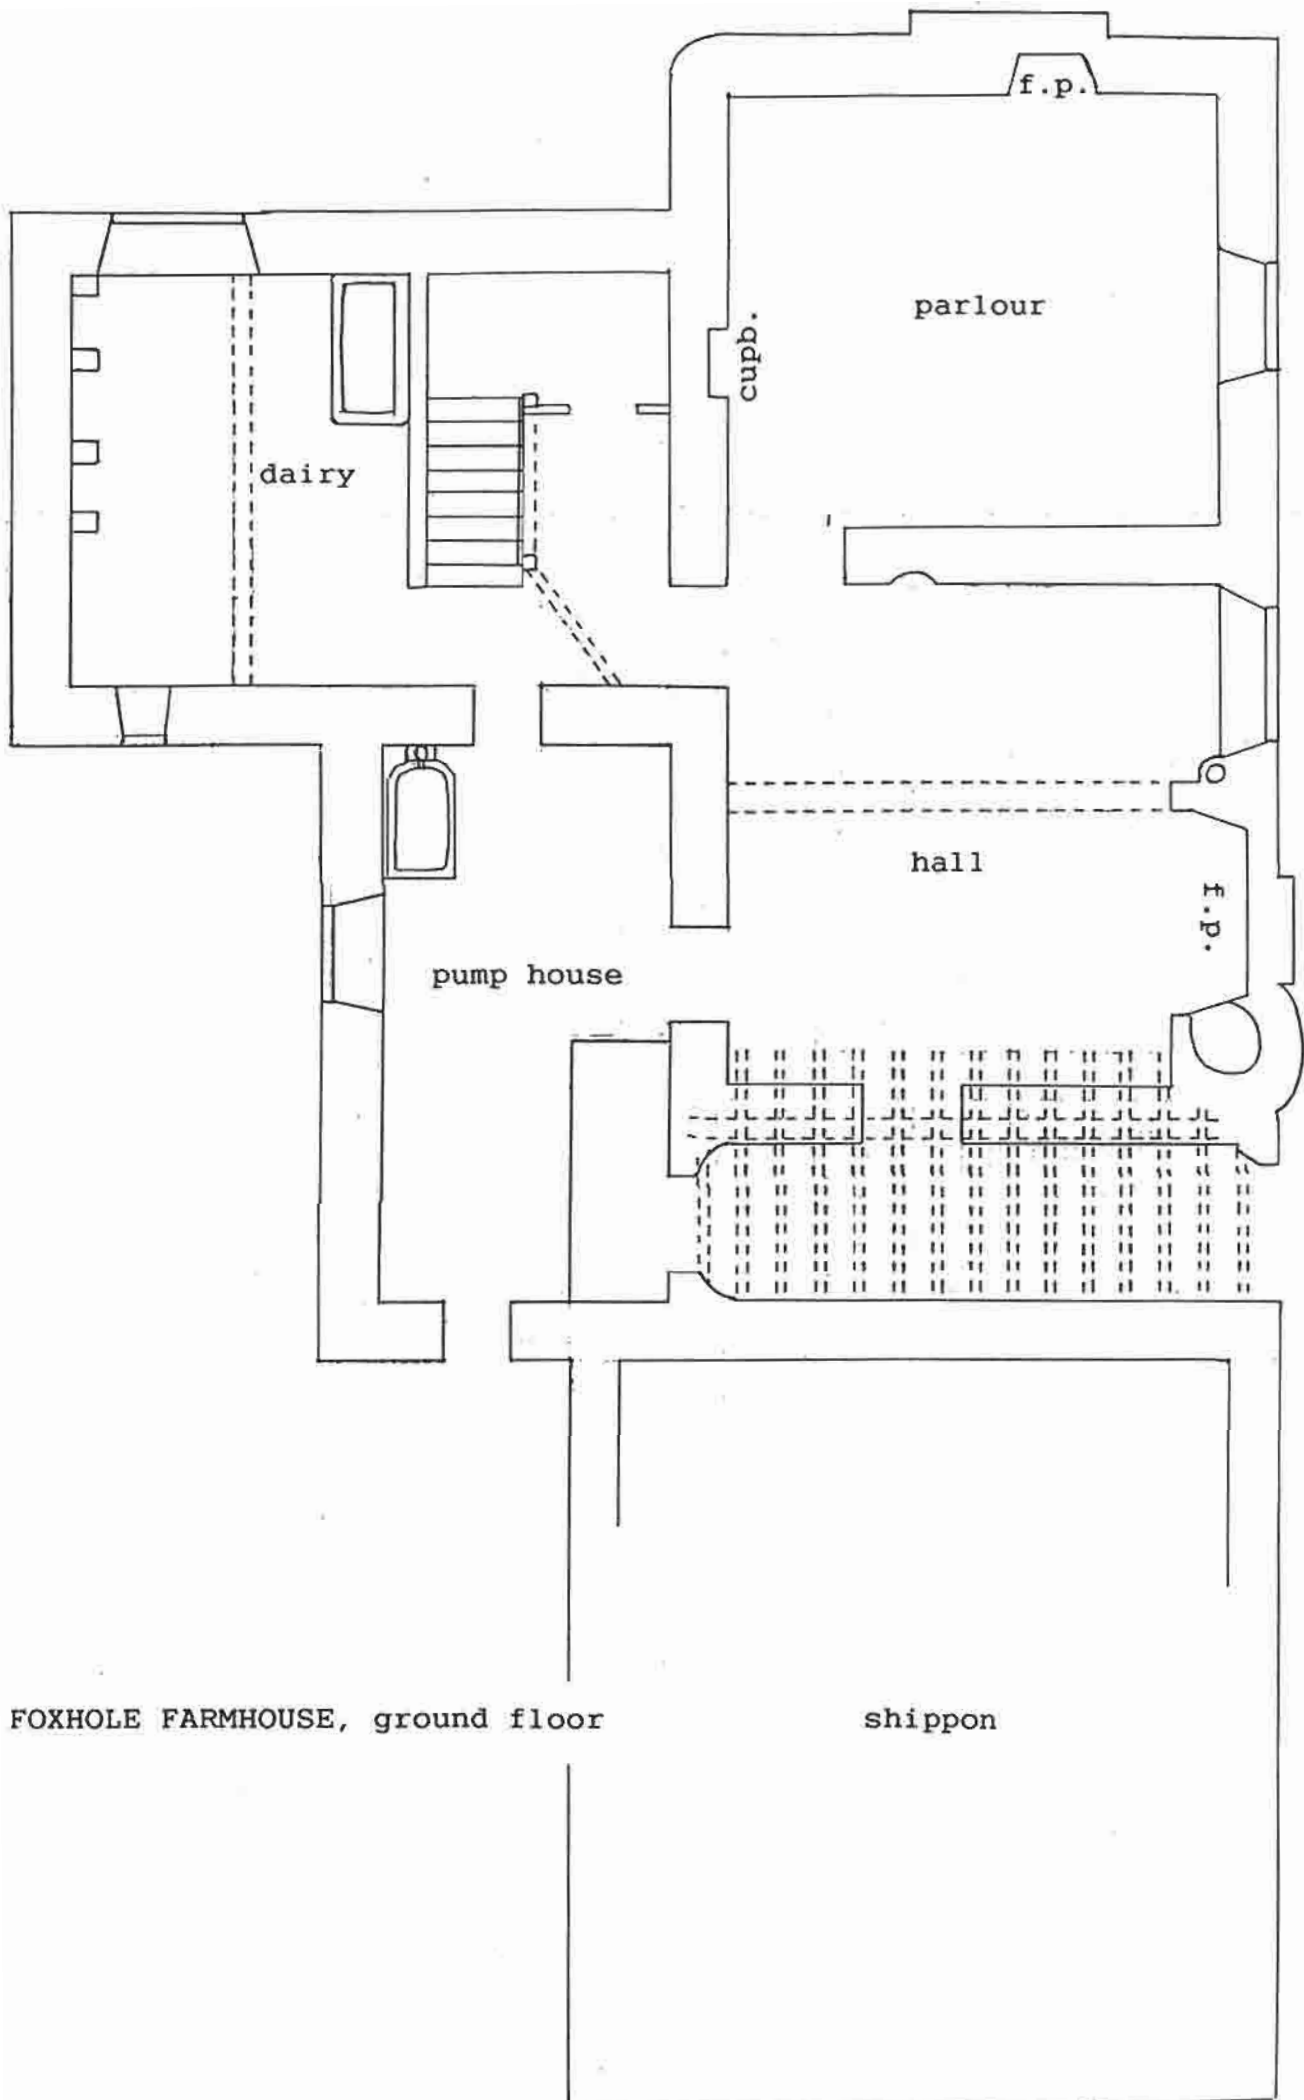 f.p.
parlour
cupb.
dairy
hall
f.p.
pump house
FOXHOLE FARMHOUSE, ground floor
shippon